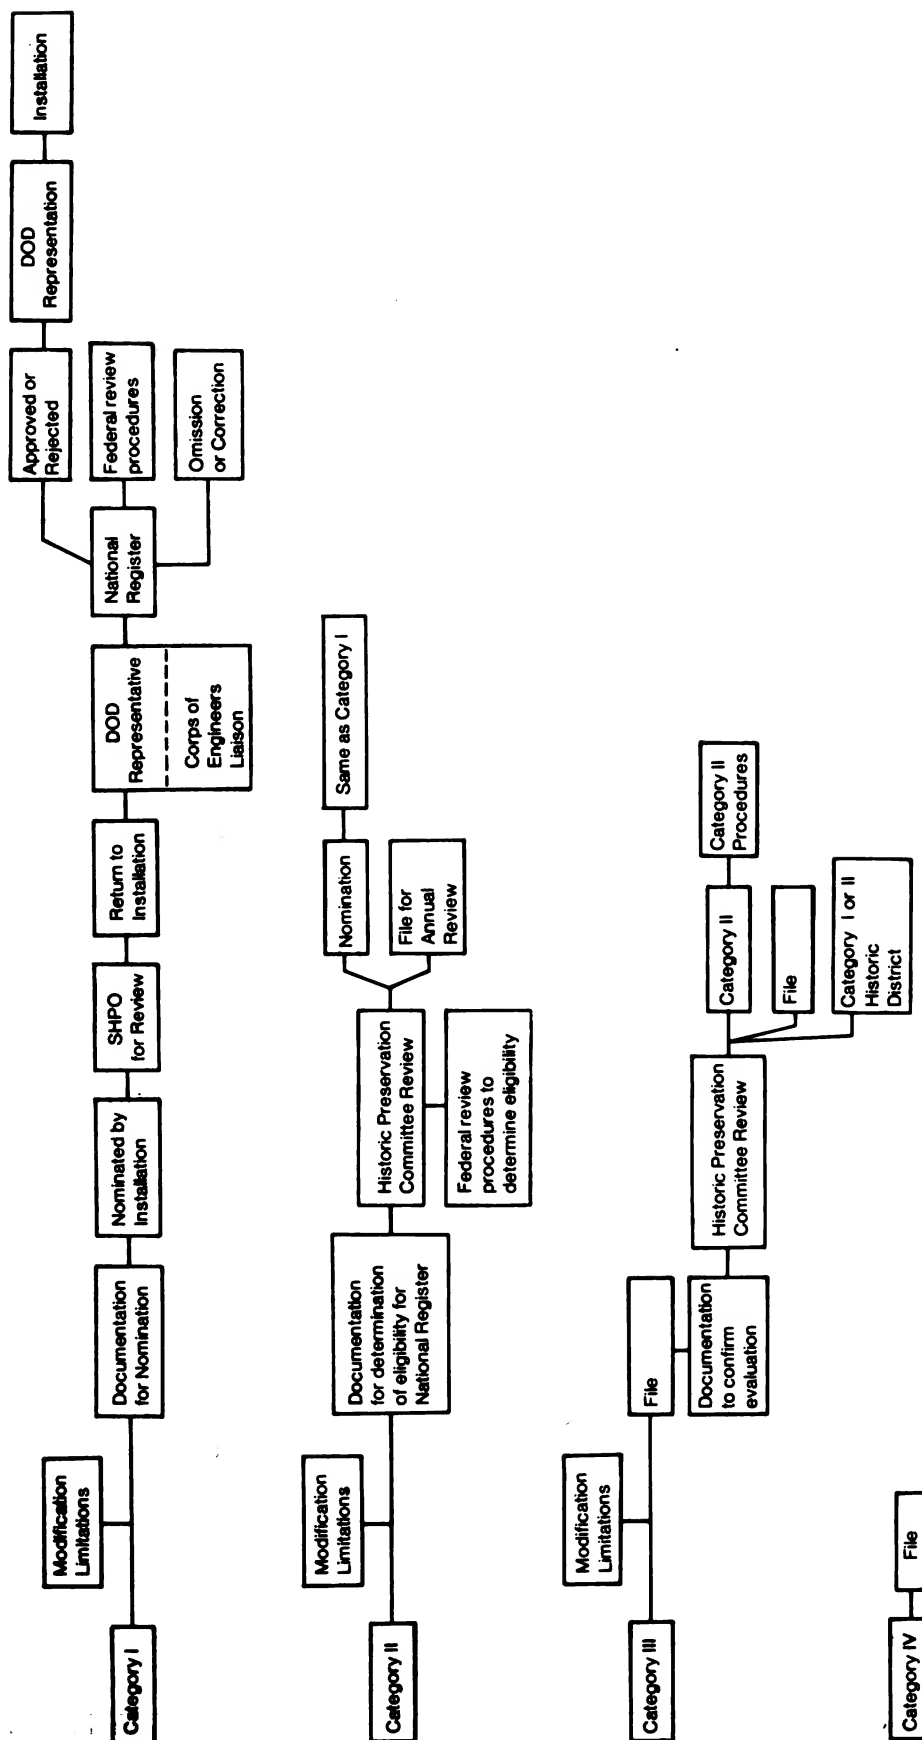 Category I
Modification
Limitations
Documentation
for Nomination
Nominated by
Installation
SHPO
for Review
Return to
Installation
DOD
Representative
Corps of
Engineers
Liaison
National
Register
Approved or
Rejected
Federal review
procedures
Omission
or Correction
DOD
Representation
Installation
Category II
Modification
Limitations
Documentation
for determination
of eligibility for
National Register
Historic Preservation
Committee Review
Federal review
procedures to
determine eligibility
Nomination
File for
Annual
Review
Same as Category I
Category III
Modification
Limitations
File
Documentation
to confirm
evaluation
Historic Preservation
Committee Review
Category II
File
Category I or II
Historic
District
Category II
Procedures
Category IV
File